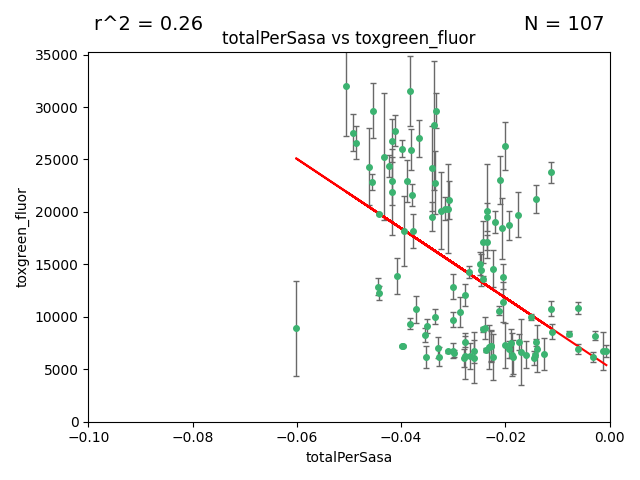 r^2 = 0.26
N = 107
totalPerSasa vs toxgreen_fluor
35000
30000
25000
20000
15000
10000
5000
0
toxgreen_fluor
−0.10
−0.08
−0.06
−0.04
−0.02
0.00
totalPerSasa